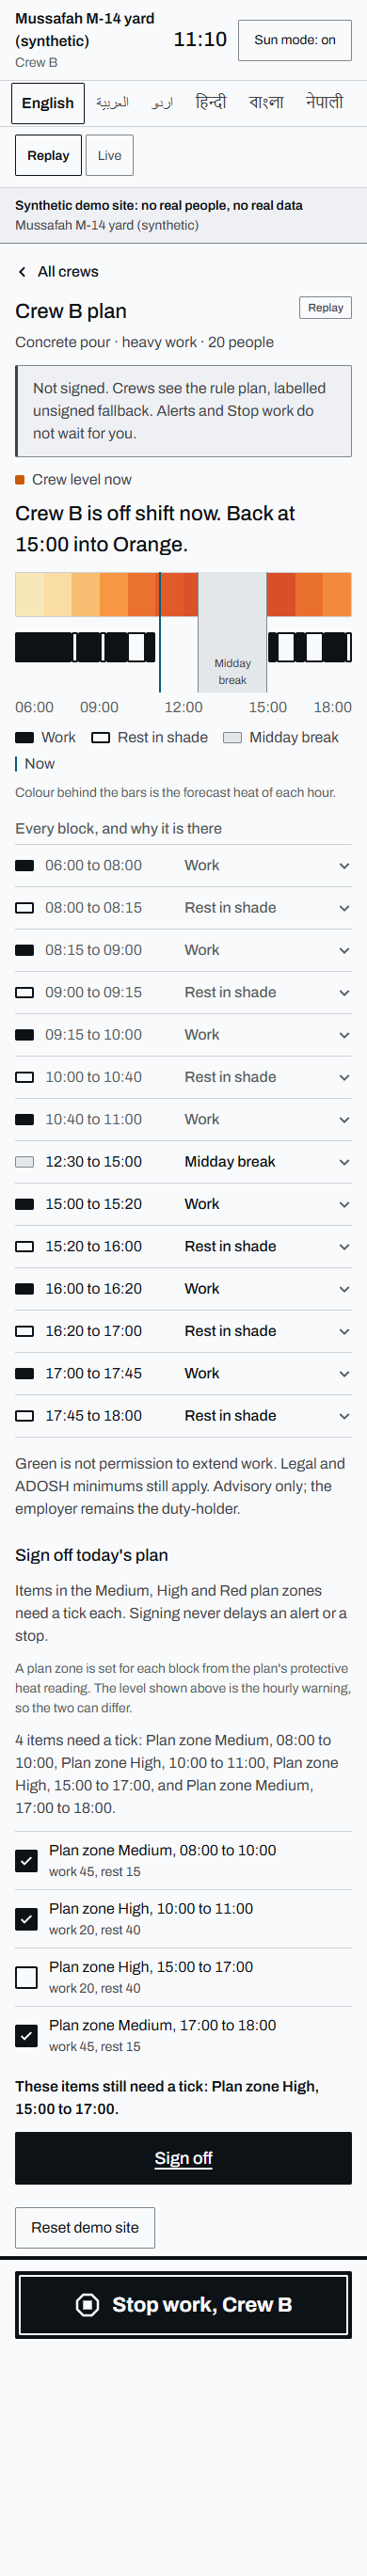 Mussafah M-14 yard
(synthetic)
Crew B
11:10
Sun mode: on
English
العربية
اردو
हिन्दी
বাংলা
नेपाली
Replay
Live
Synthetic demo site: no real people, no real data
Mussafah M-14 yard (synthetic)
All crews
Crew B plan
Replay
Concrete pour · heavy work · 20 people
Not signed. Crews see the rule plan, labelled
unsigned fallback. Alerts and Stop work do
not wait for you.
Crew level now
Crew B is off shift now. Back at
15:00 into Orange.
Midday
break
06:00 09:00 12:00 15:00 18:00
Work Rest in shade Midday break
Now
Colour behind the bars is the forecast heat of each hour.
Every block, and why it is there
06:00 to 08:00 Work
08:00 to 08:15 Rest in shade
08:15 to 09:00 Work
09:00 to 09:15 Rest in shade
09:15 to 10:00 Work
10:00 to 10:40 Rest in shade
10:40 to 11:00 Work
12:30 to 15:00 Midday break
15:00 to 15:20 Work
15:20 to 16:00 Rest in shade
16:00 to 16:20 Work
16:20 to 17:00 Rest in shade
17:00 to 17:45 Work
17:45 to 18:00 Rest in shade
Green is not permission to extend work. Legal and
ADOSH minimums still apply. Advisory only; the
employer remains the duty-holder.
Sign off today's plan
Items in the Medium, High and Red plan zones
need a tick each. Signing never delays an alert or a
stop.
A plan zone is set for each block from the plan's protective
heat reading. The level shown above is the hourly warning,
so the two can differ.
4 items need a tick: Plan zone Medium, 08:00 to
10:00, Plan zone High, 10:00 to 11:00, Plan zone
High, 15:00 to 17:00, and Plan zone Medium,
17:00 to 18:00.
Plan zone Medium, 08:00 to 10:00
work 45, rest 15
Plan zone High, 10:00 to 11:00
work 20, rest 40
Plan zone High, 15:00 to 17:00
work 20, rest 40
Plan zone Medium, 17:00 to 18:00
work 45, rest 15
These items still need a tick: Plan zone High,
15:00 to 17:00.
Sign off
Reset demo site
Stop work, Crew B